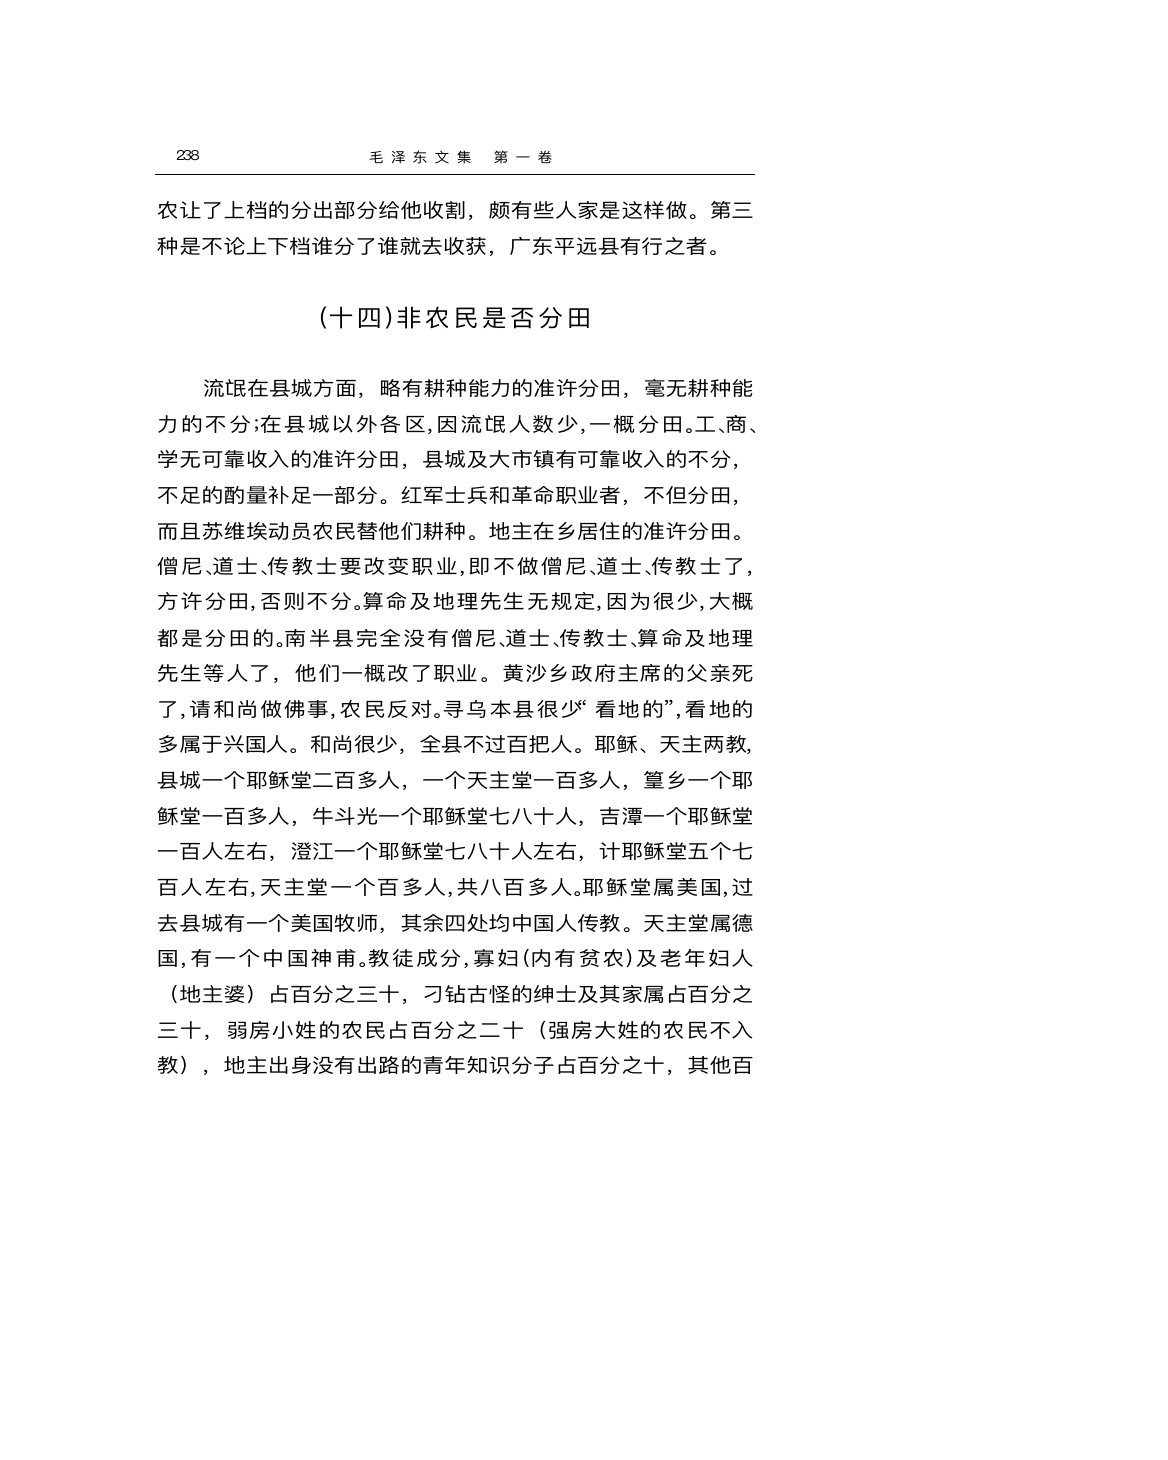 238
毛泽东文集 第一卷
农让了上档的分出部分给他收割，颇有些人家是这样做。第三
种是不论上下档谁分了谁就去收获，广东平远县有行之者。
(十四)非农民是否分田
流氓在县城方面，略有耕种能力的准许分田，毫无耕种能
力的不分;在县城以外各区,因流氓人数少,一概分田。工、商、
学无可靠收入的准许分田，县城及大市镇有可靠收入的不分，
不足的酌量补足一部分。红军士兵和革命职业者，不但分田，
而且苏维埃动员农民替他们耕种。地主在乡居住的准许分田。
僧尼、道士、传教士要改变职业,即不做僧尼、道士、传教士了,
方许分田,否则不分。算命及地理先生无规定,因为很少,大概
都是分田的。南半县完全没有僧尼、道士、传教士、算命及地理
先生等人了，他们一概改了职业。黄沙乡政府主席的父亲死
了,请和尚做佛事,农民反对。寻乌本县很少“ 看地的”,看地的
多属于兴国人。和尚很少，全县不过百把人。耶稣、天主两教,
县城一个耶稣堂二百多人，一个天主堂一百多人，篁乡一个耶
稣堂一百多人，牛斗光一个耶稣堂七八十人，吉潭一个耶稣堂
一百人左右，澄江一个耶稣堂七八十人左右，计耶稣堂五个七
百人左右,天主堂一个百多人,共八百多人。耶稣堂属美国,过
去县城有一个美国牧师，其余四处均中国人传教。天主堂属德
国,有一个中国神甫。教徒成分,寡妇(内有贫农)及老年妇人
（地主婆）占百分之三十，刁钻古怪的绅士及其家属占百分之
三十，弱房小姓的农民占百分之二十（强房大姓的农民不入
教），地主出身没有出路的青年知识分子占百分之十，其他百